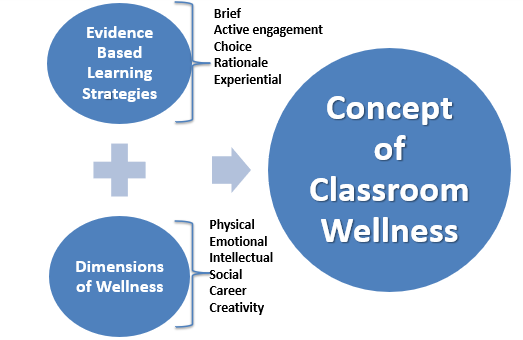 Evidence
Based
Learning
Strategies
Brief
Active engagement
Choice
Rationale
Experiential
Concept
of
Classroom
Wellness
Dimensions
of Wellness
Physical
Emotional
Intellectual
Social
Career
Creativity